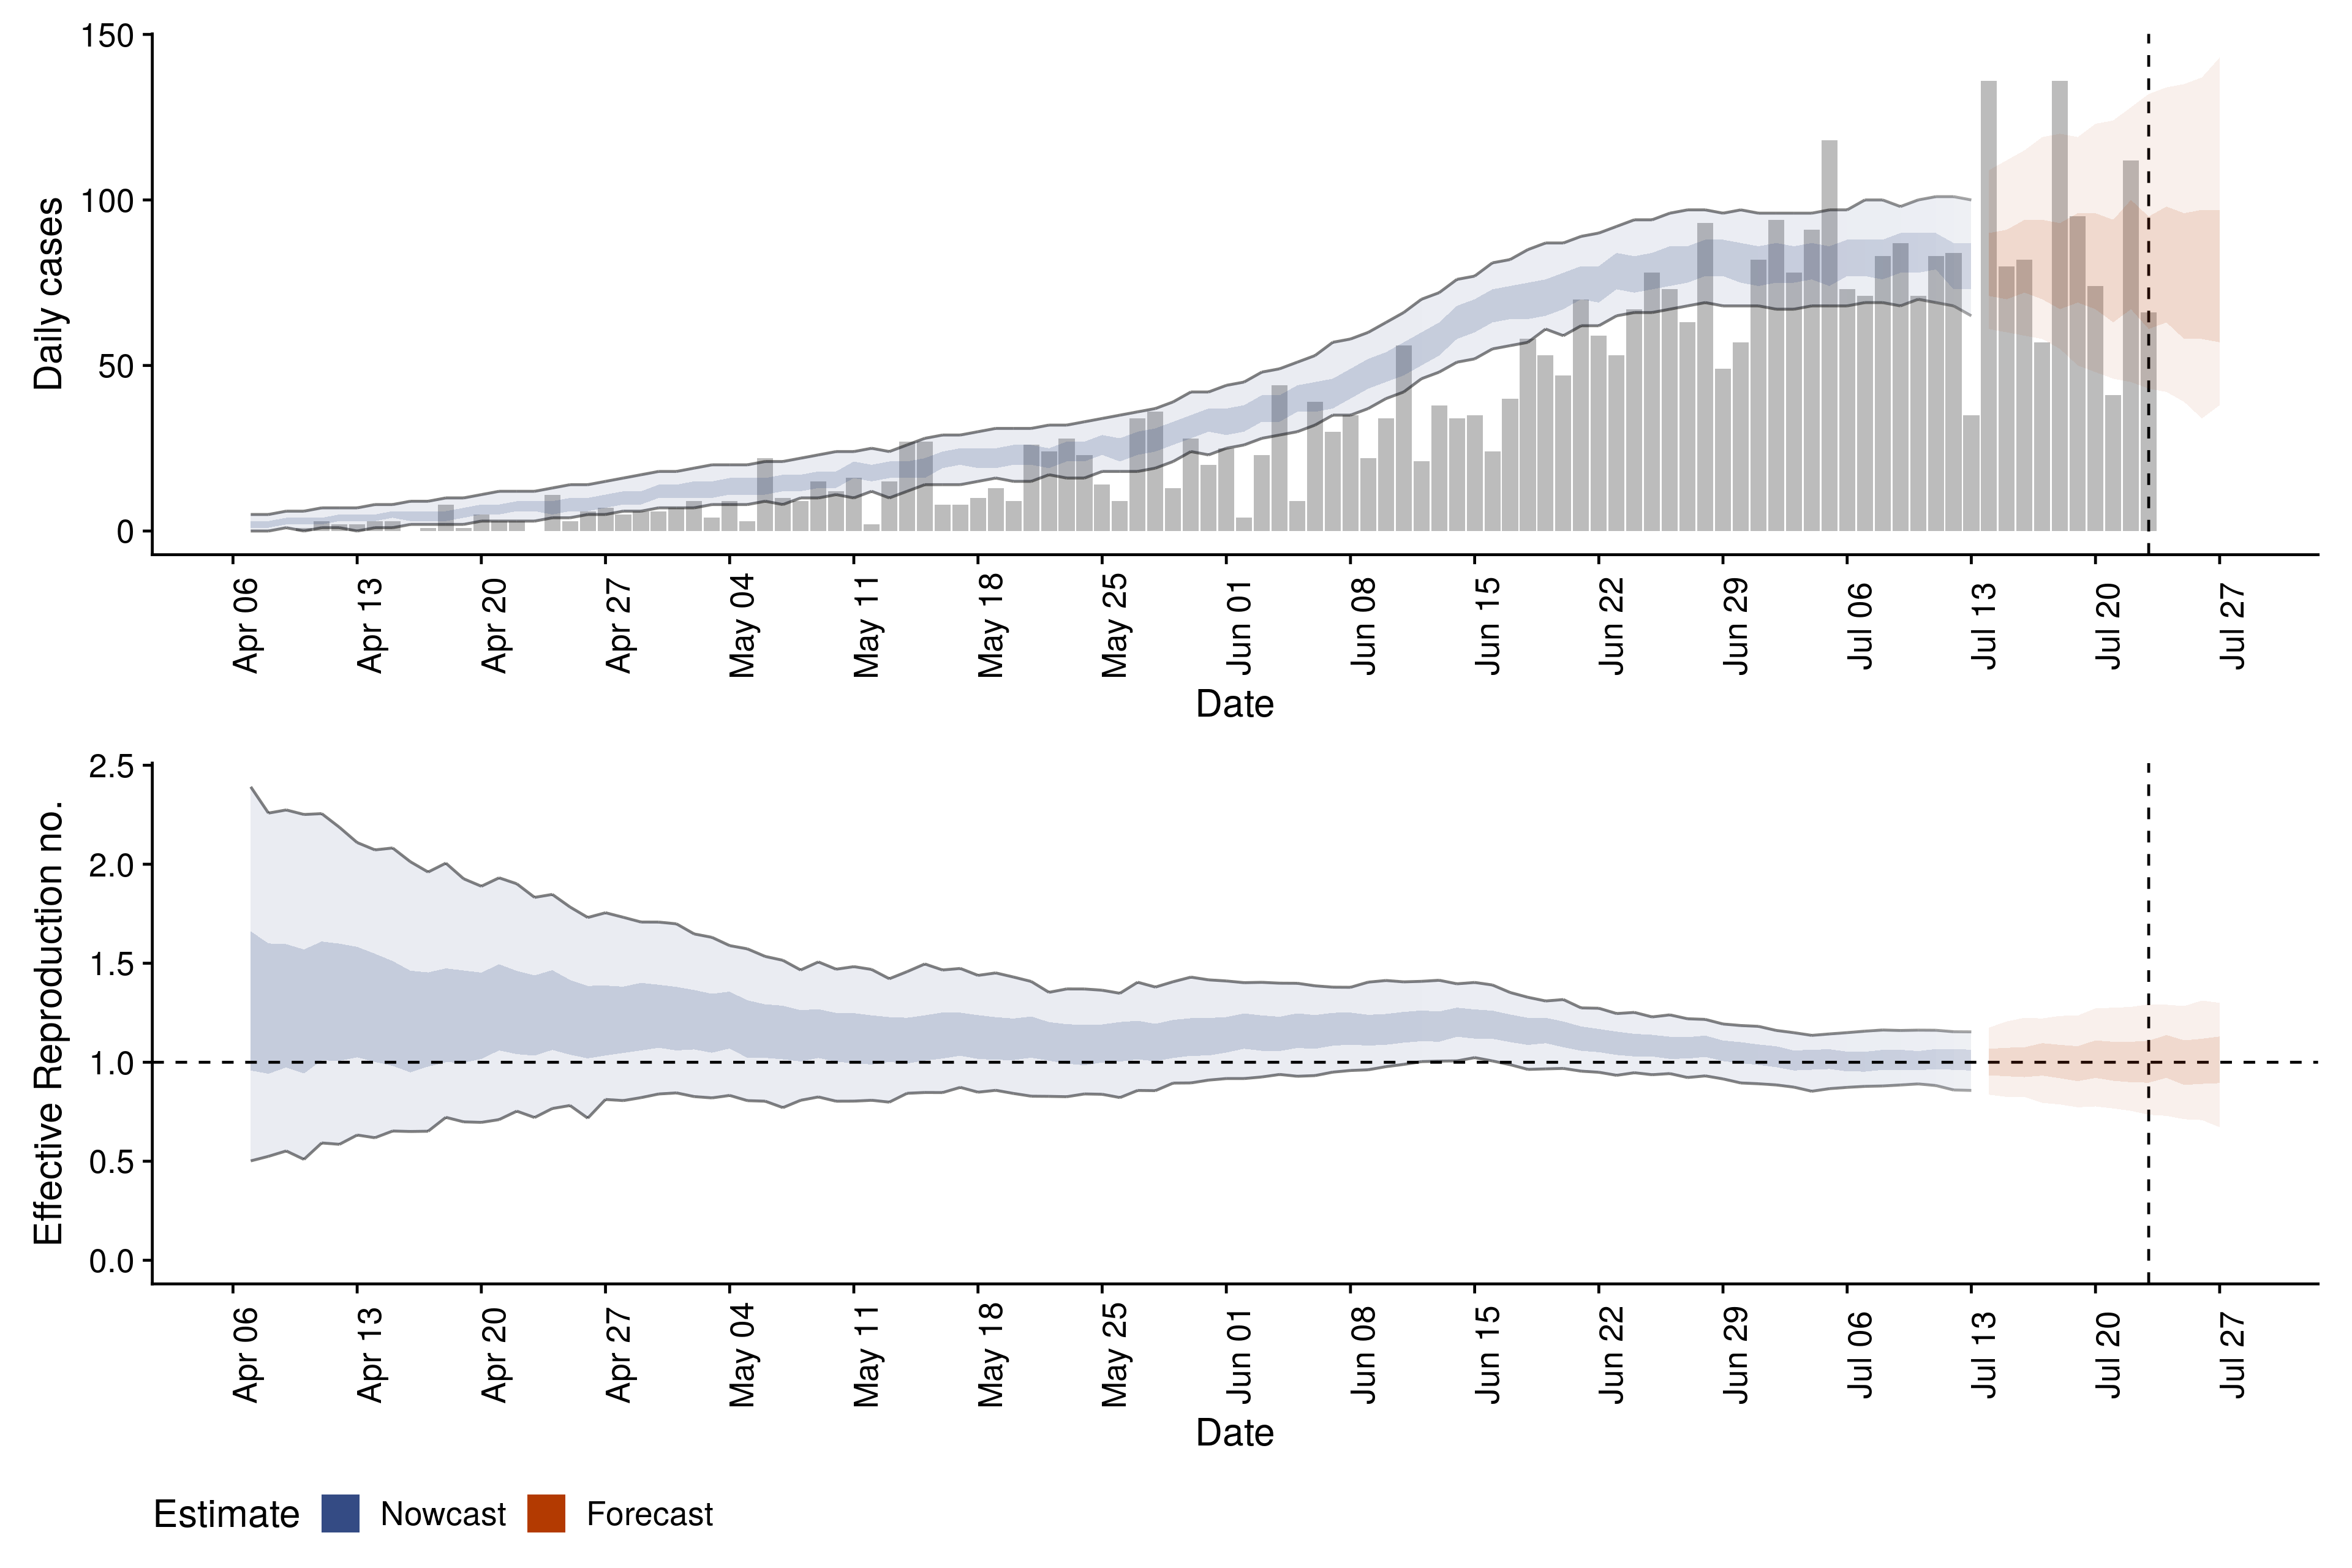 150
100
50
0
Daily cases
Apr 06
Apr 13
Apr 20
Apr 27
May 04
May 11
May 18
May 25
Jun 01
Jun 08
Jun 15
Jun 22
Jun 29
Jul 06
Jul 13
Jul 20
Jul 27
Date
2.5
2.0
1.5
1.0
0.5
0.0
Effective Reproduction no.
Apr 06
Apr 13
Apr 20
Apr 27
May 04
May 11
May 18
May 25
Jun 01
Jun 08
Jun 15
Jun 22
Jun 29
Jul 06
Jul 13
Jul 20
Jul 27
Date
Estimate Nowcast Forecast